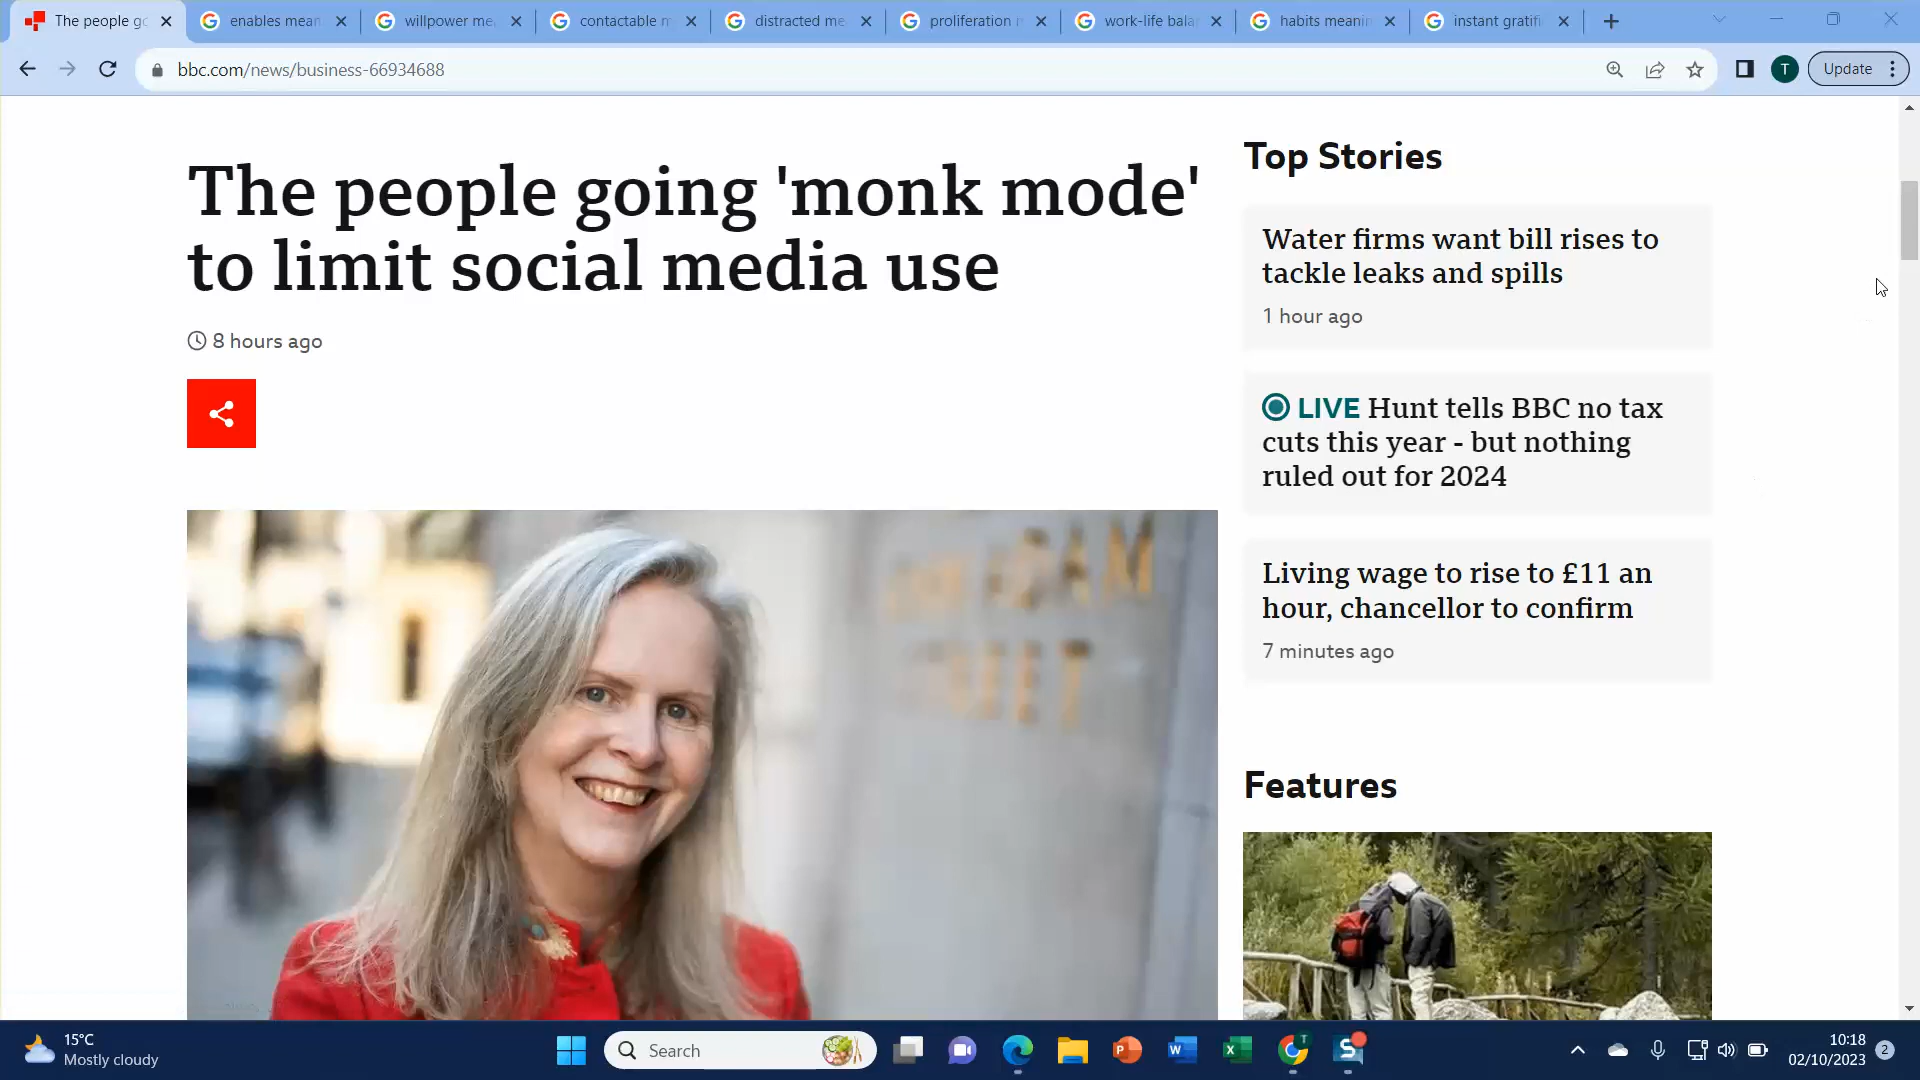 The people go
enables mean
willpower me
contactable m
distracted me
proliferation
work-life bala
habits meani
instant gratifi
bbc.com/news/business-66934688
T
Update
The people going 'monk mode'
to limit social media use
8 hours ago
Top Stories
Water firms want bill rises to
tackle leaks and spills
1 hour ago
LIVE Hunt tells BBC no tax
cuts this year - but nothing
ruled out for 2024
Living wage to rise to £11 an
hour, chancellor to confirm
7 minutes ago
Features
15°C
Mostly cloudy
Search
10:18
02/10/2023
2